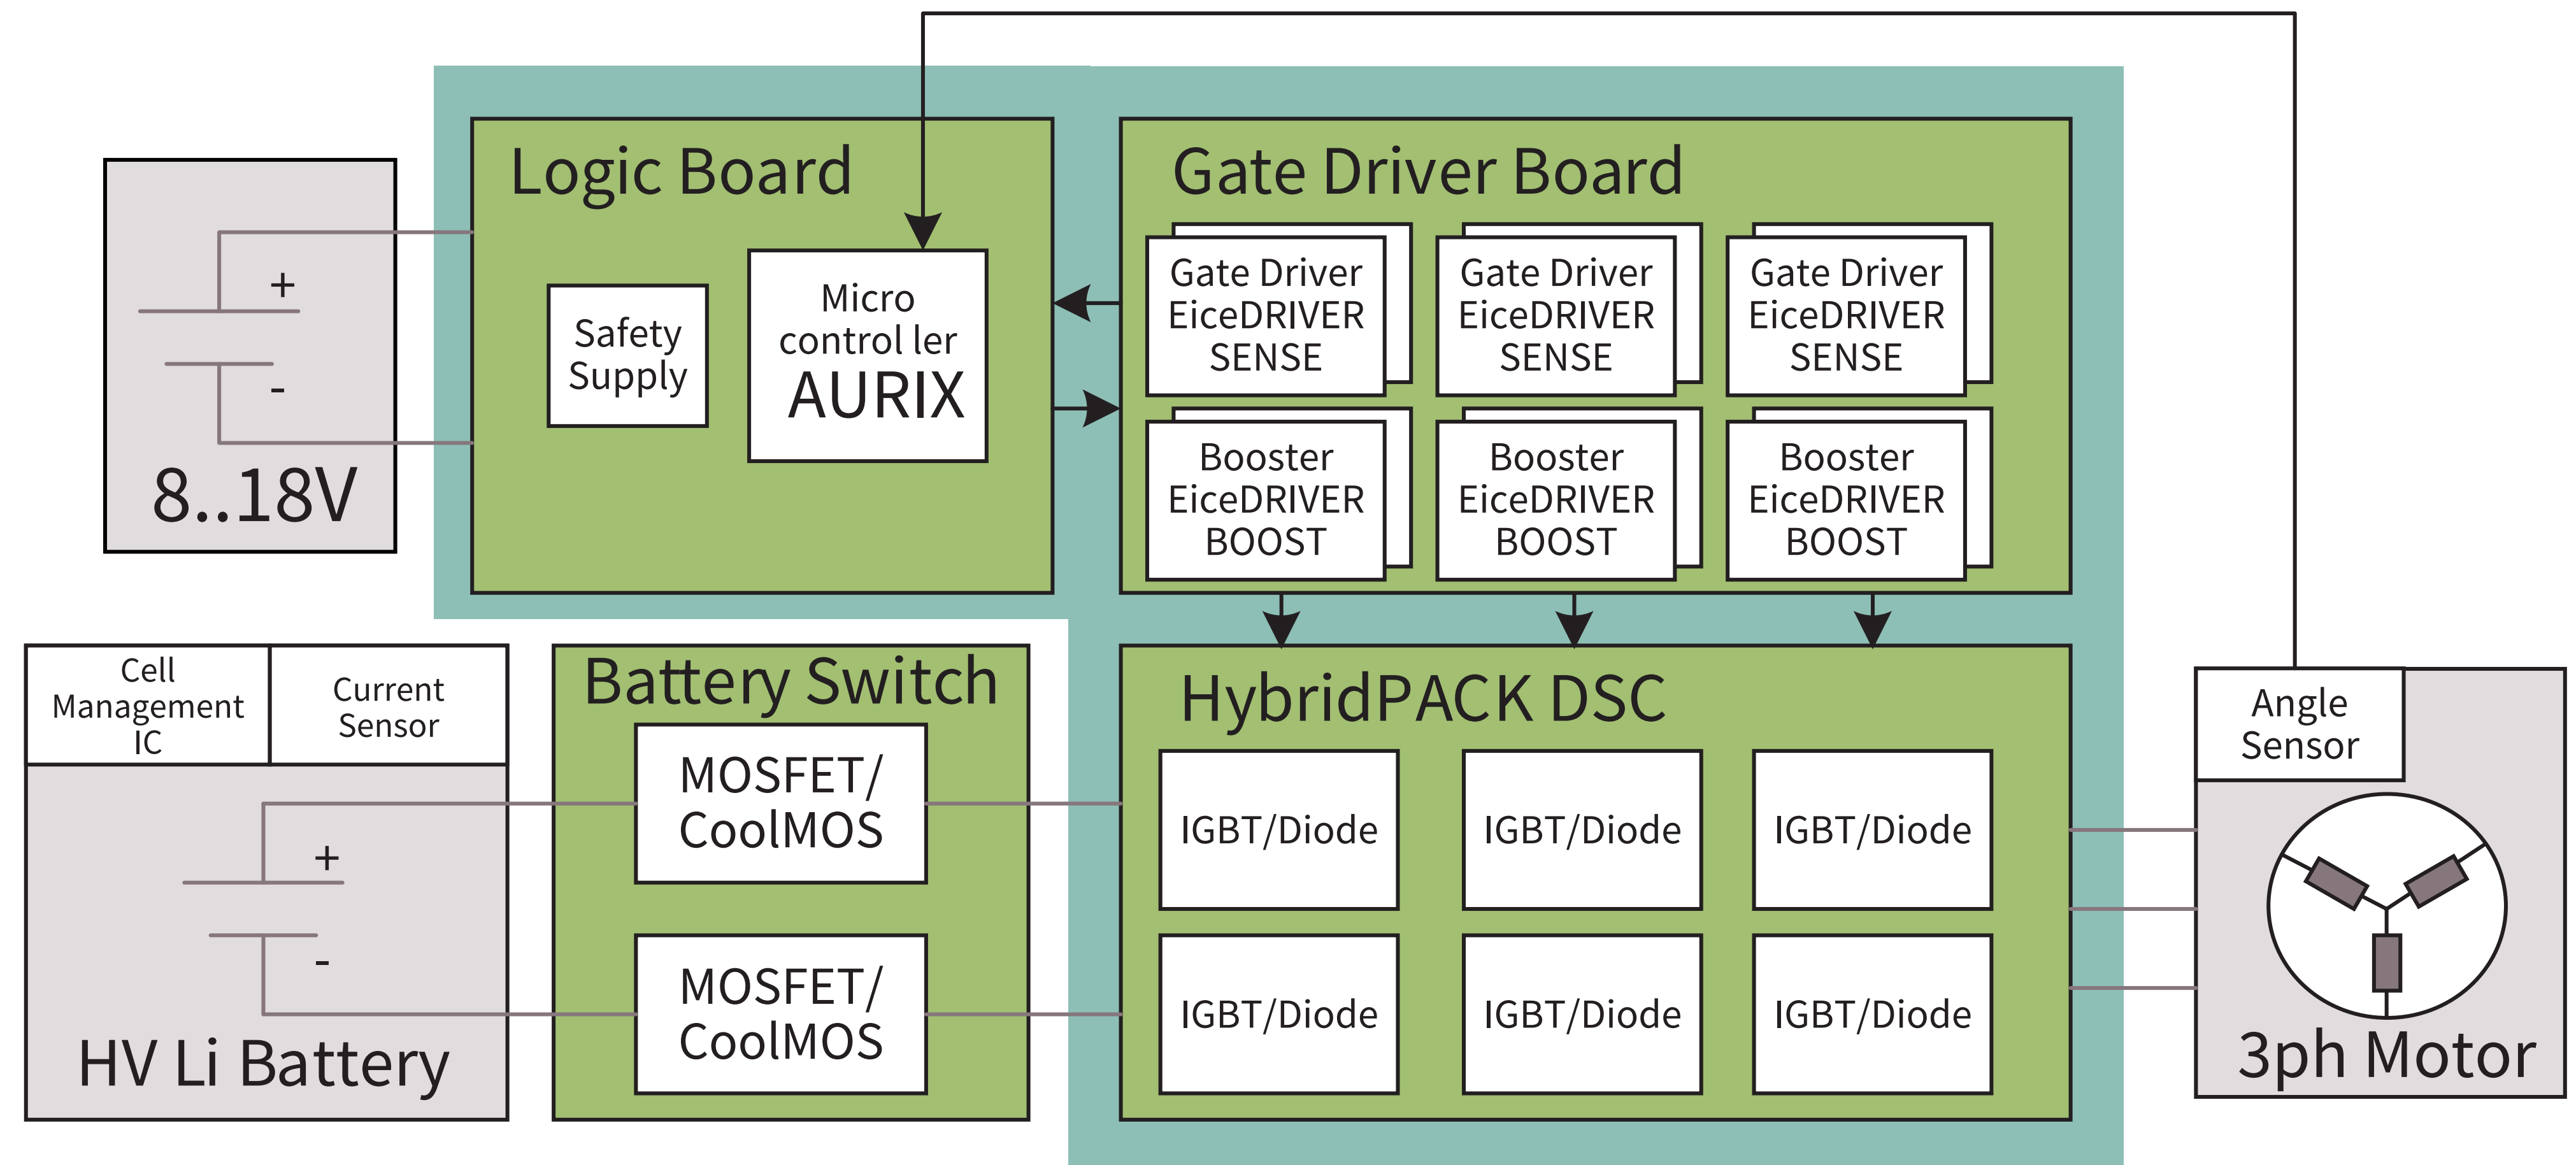 Logic Board
Gate Driver Board
+
-
8..18V
Safety
Supply
Micro
control ler
AURIX
Gate Driver
EiceDRIVER
SENSE
Gate Driver
EiceDRIVER
SENSE
Gate Driver
EiceDRIVER
SENSE
Booster
EiceDRIVER
BOOST
Booster
EiceDRIVER
BOOST
Booster
EiceDRIVER
BOOST
Cell
Management
IC
Current
Sensor
+
-
HV Li Battery
Battery Switch
MOSFET/
CoolMOS
MOSFET/
CoolMOS
HybridPACK DSC
IGBT/Diode
IGBT/Diode
IGBT/Diode
IGBT/Diode
IGBT/Diode
IGBT/Diode
Angle
Sensor
3ph Motor